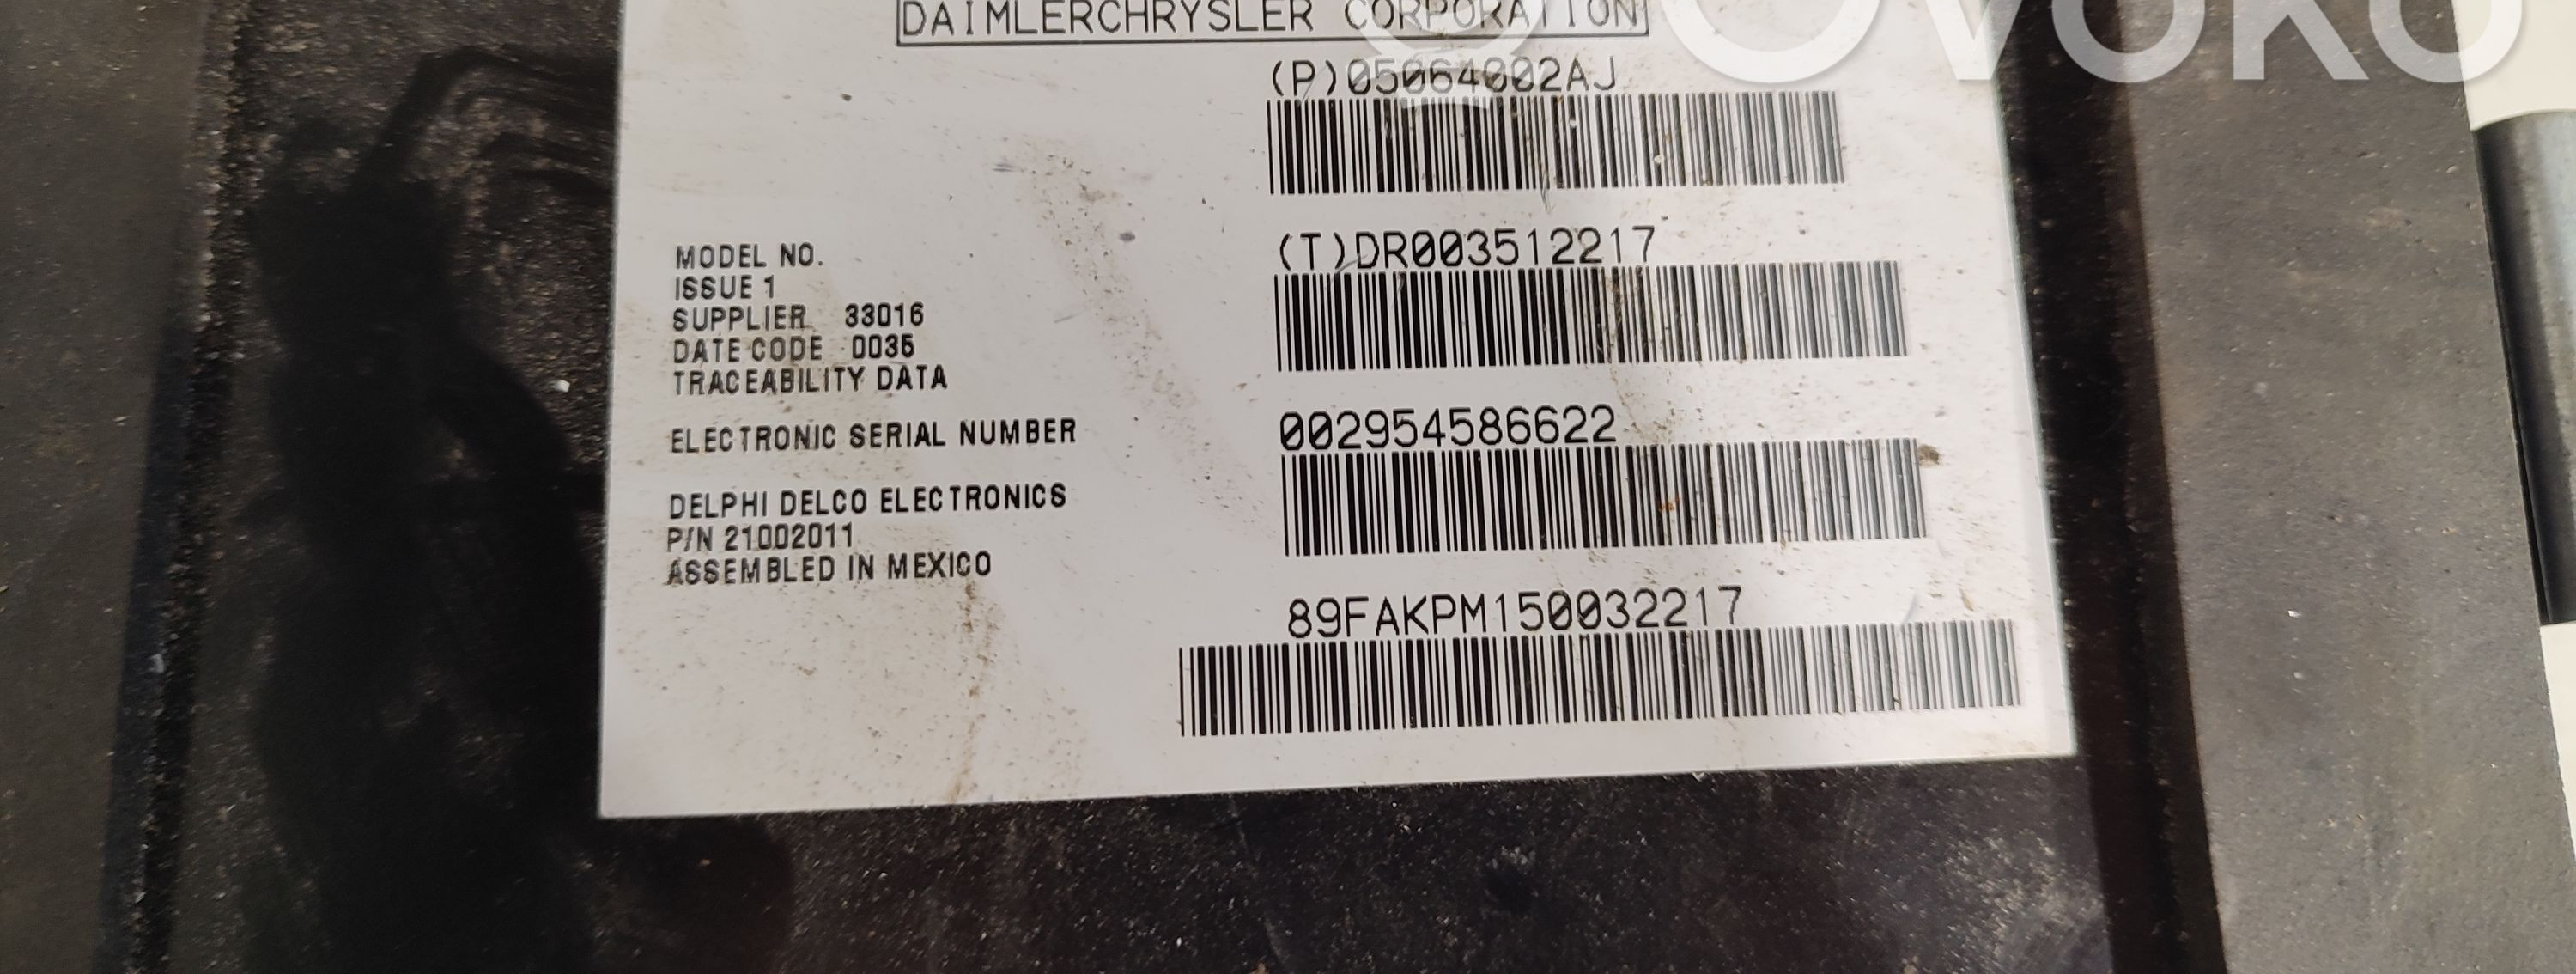 DAIMLERCHRYSLER CORPORATION
OVOKO
(P)05064002AJ
(T)DR003512217
MODEL NO.
ISSUE 1
SUPPLIER 33016
DATE CODE 0035
TRACEABILITY DATA
ELECTRONIC SERIAL NUMBER
002954586622
DELPHI DELCO ELECTRONICS
P/N 21002011
ASSEMBLED IN MEXICO
89FAKPM150032217